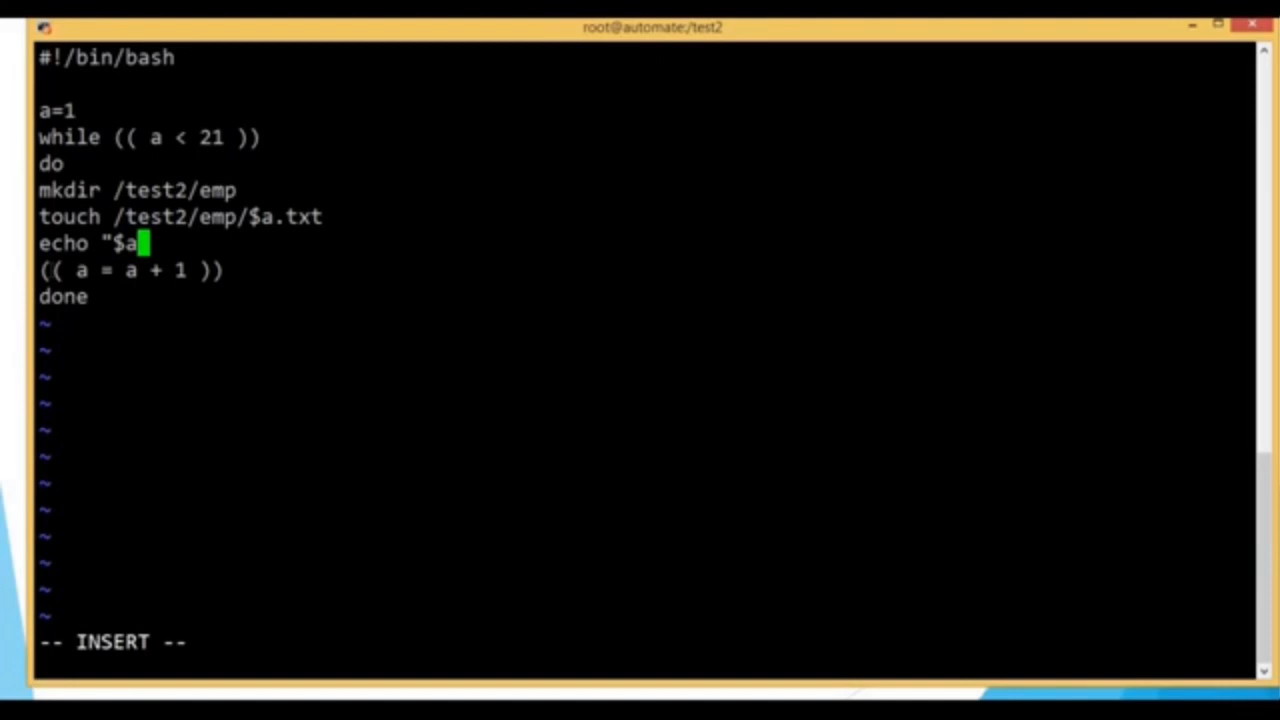 root@automate:/test2
#!/bin/bash
a=1
while (( a < 21 ))
do
mkdir /test2/emp
touch /test2/emp/$a.txt
echo "$a
(( a = a + 1 ))
done
~
~
~
~
~
~
~
~
~
~
~
~
-- INSERT --